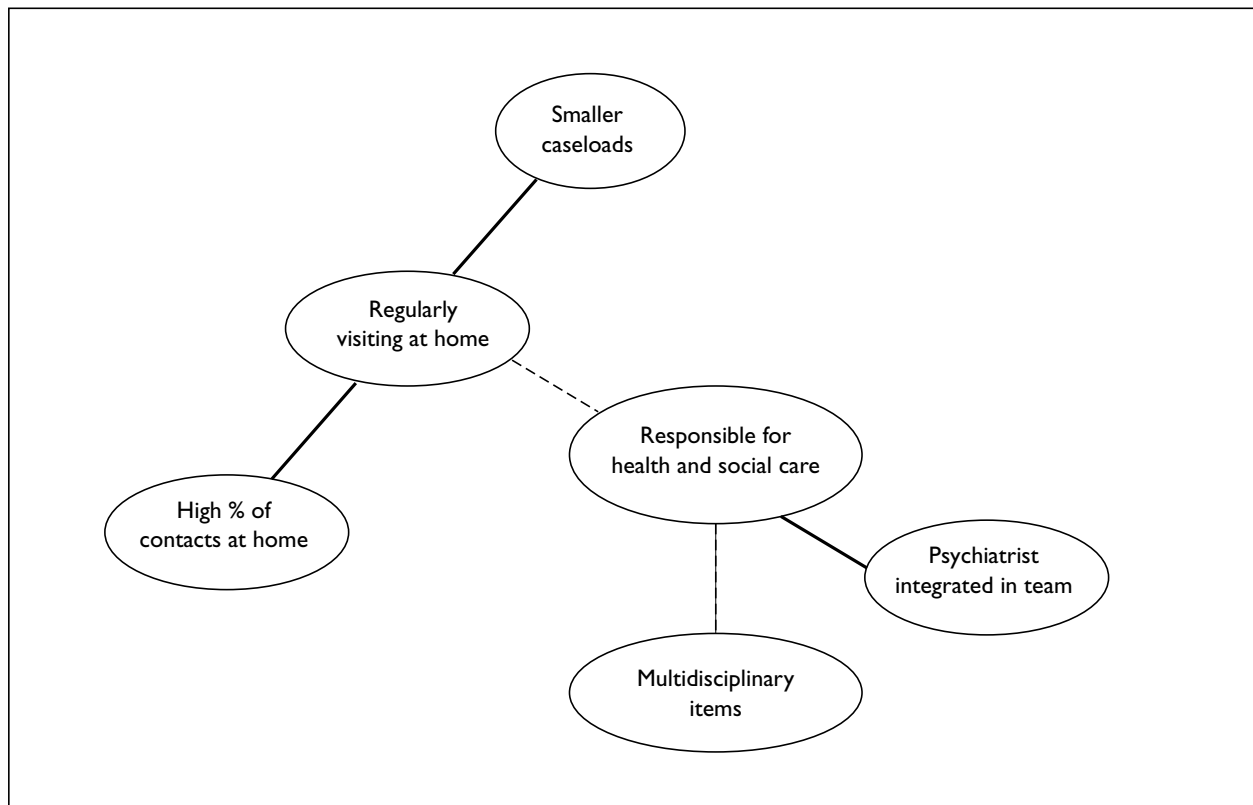 Smaller
caseloads
Regularly
visiting at home
Responsible for
health and social care
High % of
contacts at home
Psychiatrist
integrated in team
Multidisciplinary
items